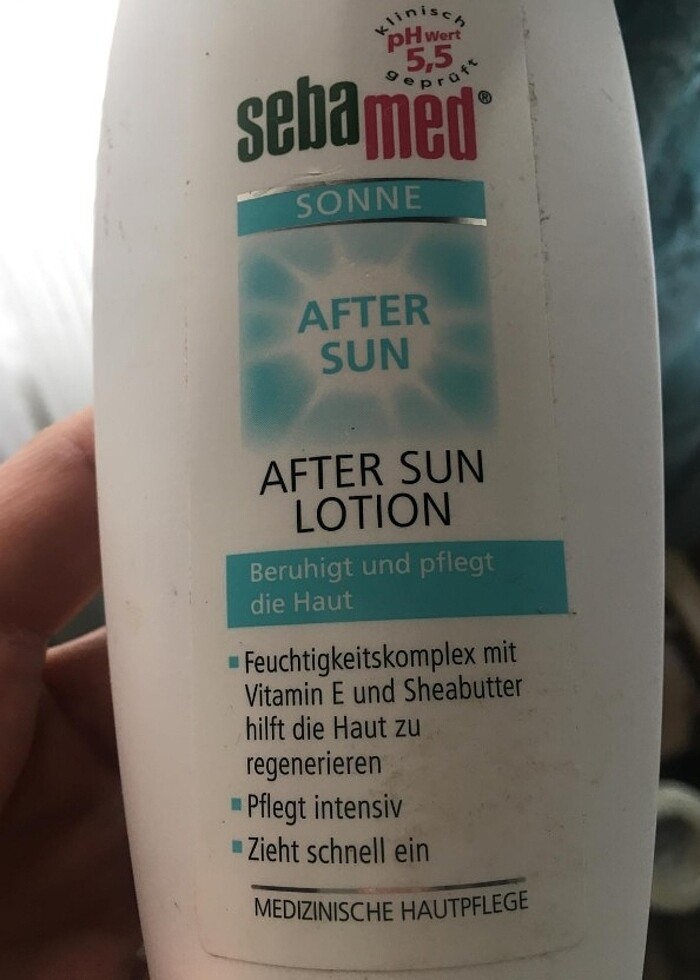 klinisch
pH Wert
5,5
geprüft
sebamed®
SONNE
AFTER
SUN
AFTER SUN
LOTION
Beruhigt und pflegt
die Haut
▪ Feuchtigkeitskomplex mit
Vitamin E und Sheabutter
hilft die Haut zu
regenerieren
▪ Pflegt intensiv
▪ Zieht schnell ein
MEDIZINISCHE HAUTPFLEGE